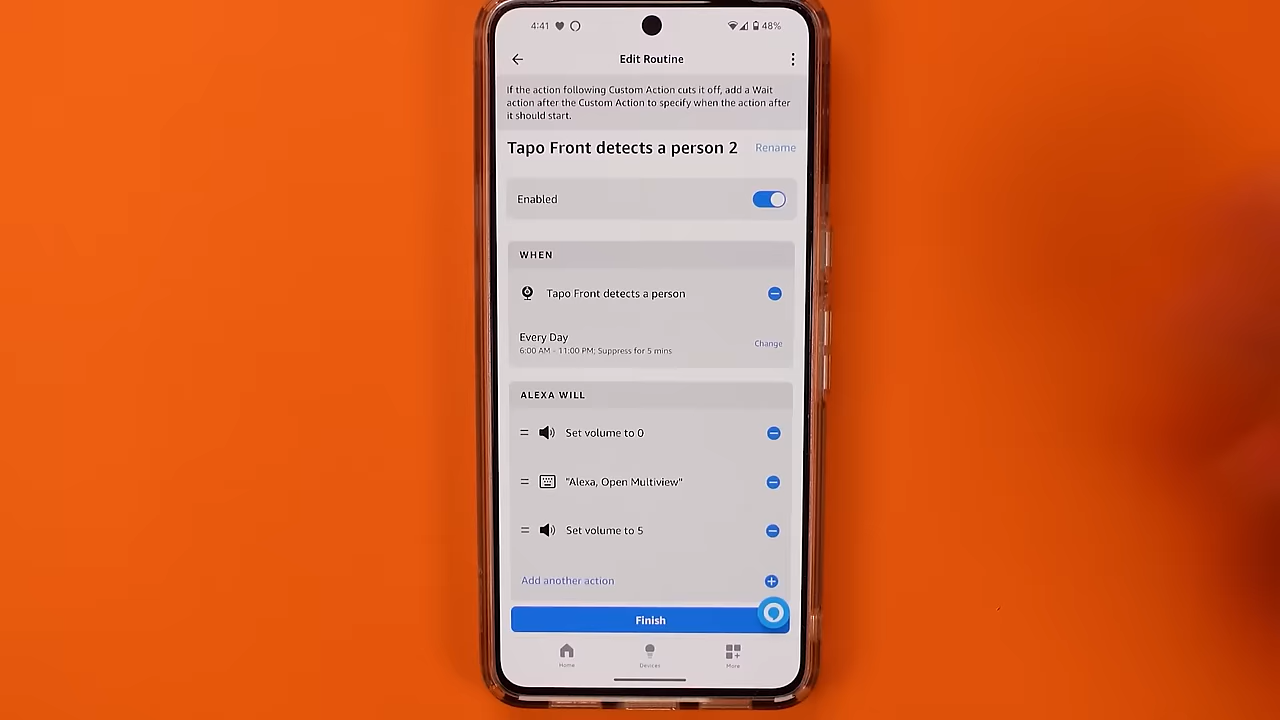 4:41
48%
Edit Routine
If the action following Custom Action cuts it off, add a Wait
action after the Custom Action to specify when the action after
it should start.
Tapo Front detects a person 2
Rename
Enabled
WHEN
Tapo Front detects a person
Every Day
6:00 AM - 11:00 PM; Suppress for 5 mins
Change
ALEXA WILL
Set volume to 0
"Alexa, Open Multiview"
Set volume to 5
Add another action
Finish
Home
Devices
More